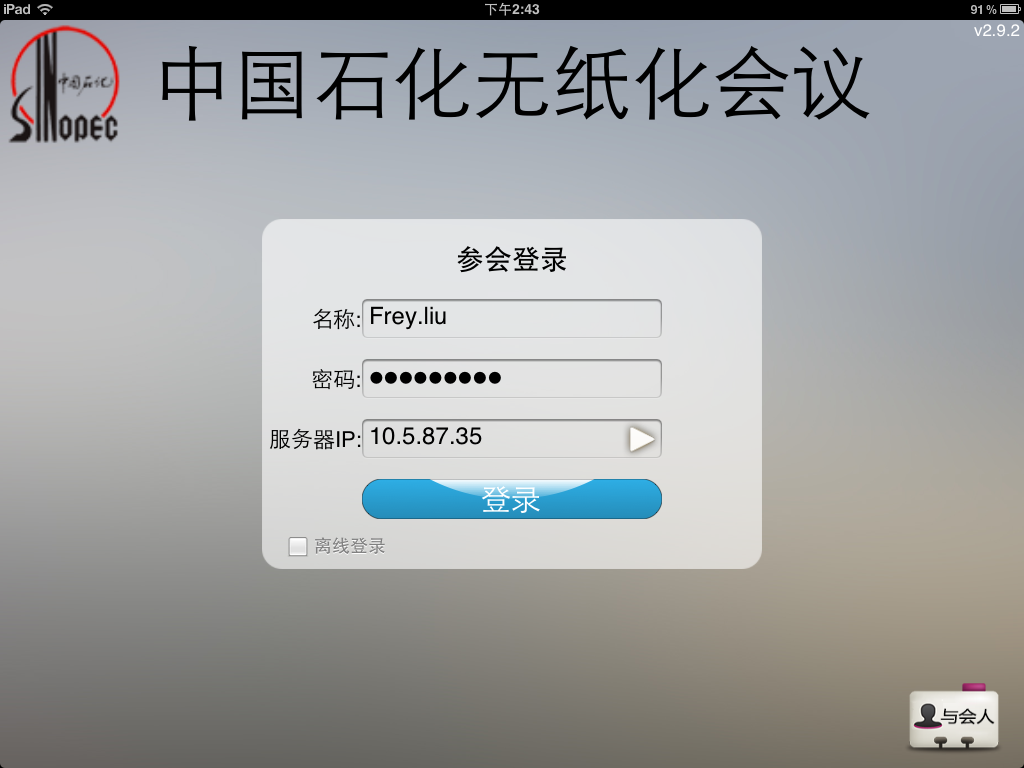 iPad 下午2:43 91%
v2.9.2
中国石化
SINOPEC
中国石化无纸化会议
参会登录
名称: Frey.liu
密码: ●●●●●●●●●
服务器IP: 10.5.87.35
登录
离线登录
与会人